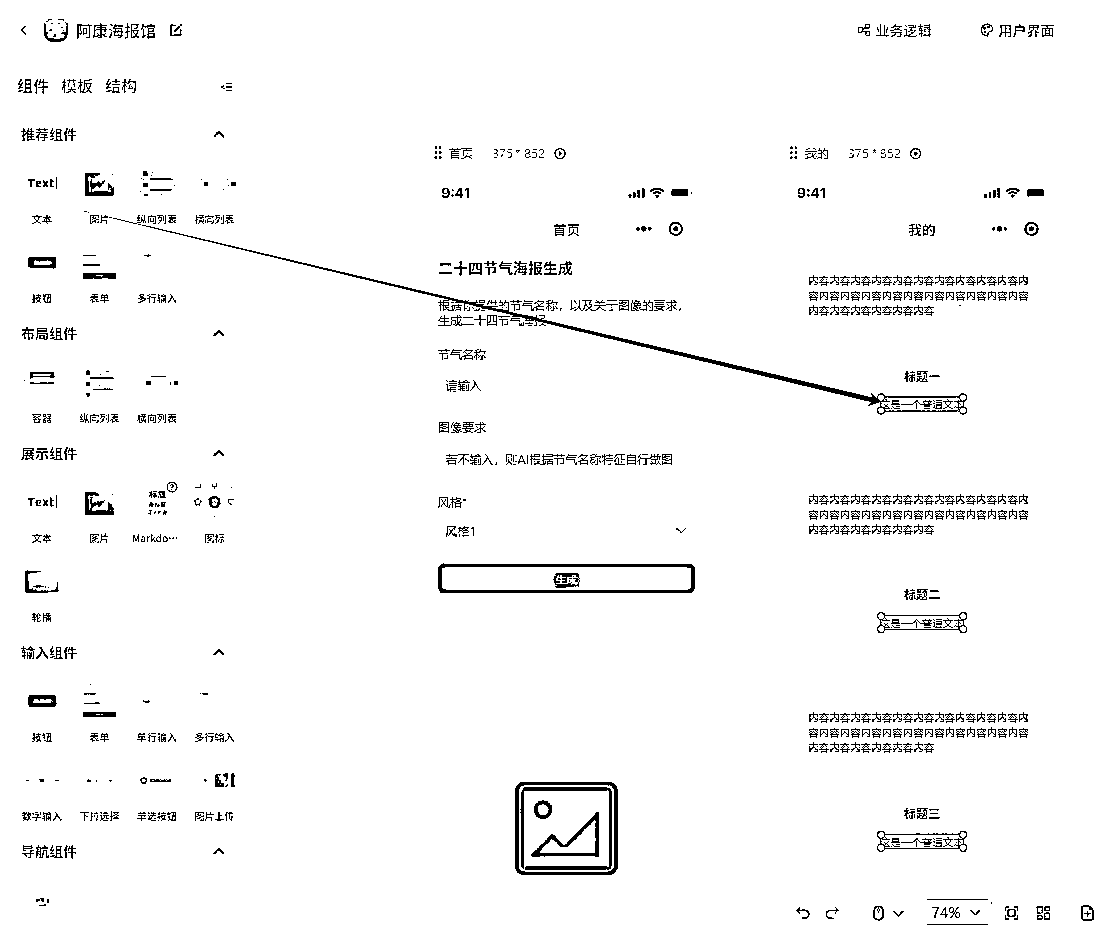 阿康海报馆
业务逻辑 用户界面
组件 模板 结构
推荐组件
Text
文本 图片 纵向列表 横向列表
按钮 表单 多行输入
布局组件
容器 纵向列表 横向列表
展示组件
Text 标题
文本 图片 Markdo… 图标
轮播
输入组件
按钮 表单 单行输入 多行输入
数字输入 下拉选择 单选按钮 图片上传
导航组件
首页 375 * 852
9:41
首页
二十四节气海报生成
根据你提供的节气名称，以及关于图像的要求，
生成二十四节气海报
节气名称
请输入
图像要求
若不输入，则AI根据节气名称特征自行做图
风格*
风格1
生成
我的 375 * 852
9:41
我的
内容内容内容内容内容内容内容内容内容内容内
容内容内容内容内容内容内容内容内容内容内容
内容内容内容内容内容内容
标题一
这是一个普通文本
内容内容内容内容内容内容内容内容内容内容内
容内容内容内容内容内容内容内容内容内容内容
内容内容内容内容内容内容
标题二
这是一个普通文本
内容内容内容内容内容内容内容内容内容内容内
容内容内容内容内容内容内容内容内容内容内容
内容内容内容内容内容内容
标题三
这是一个普通文本
74%